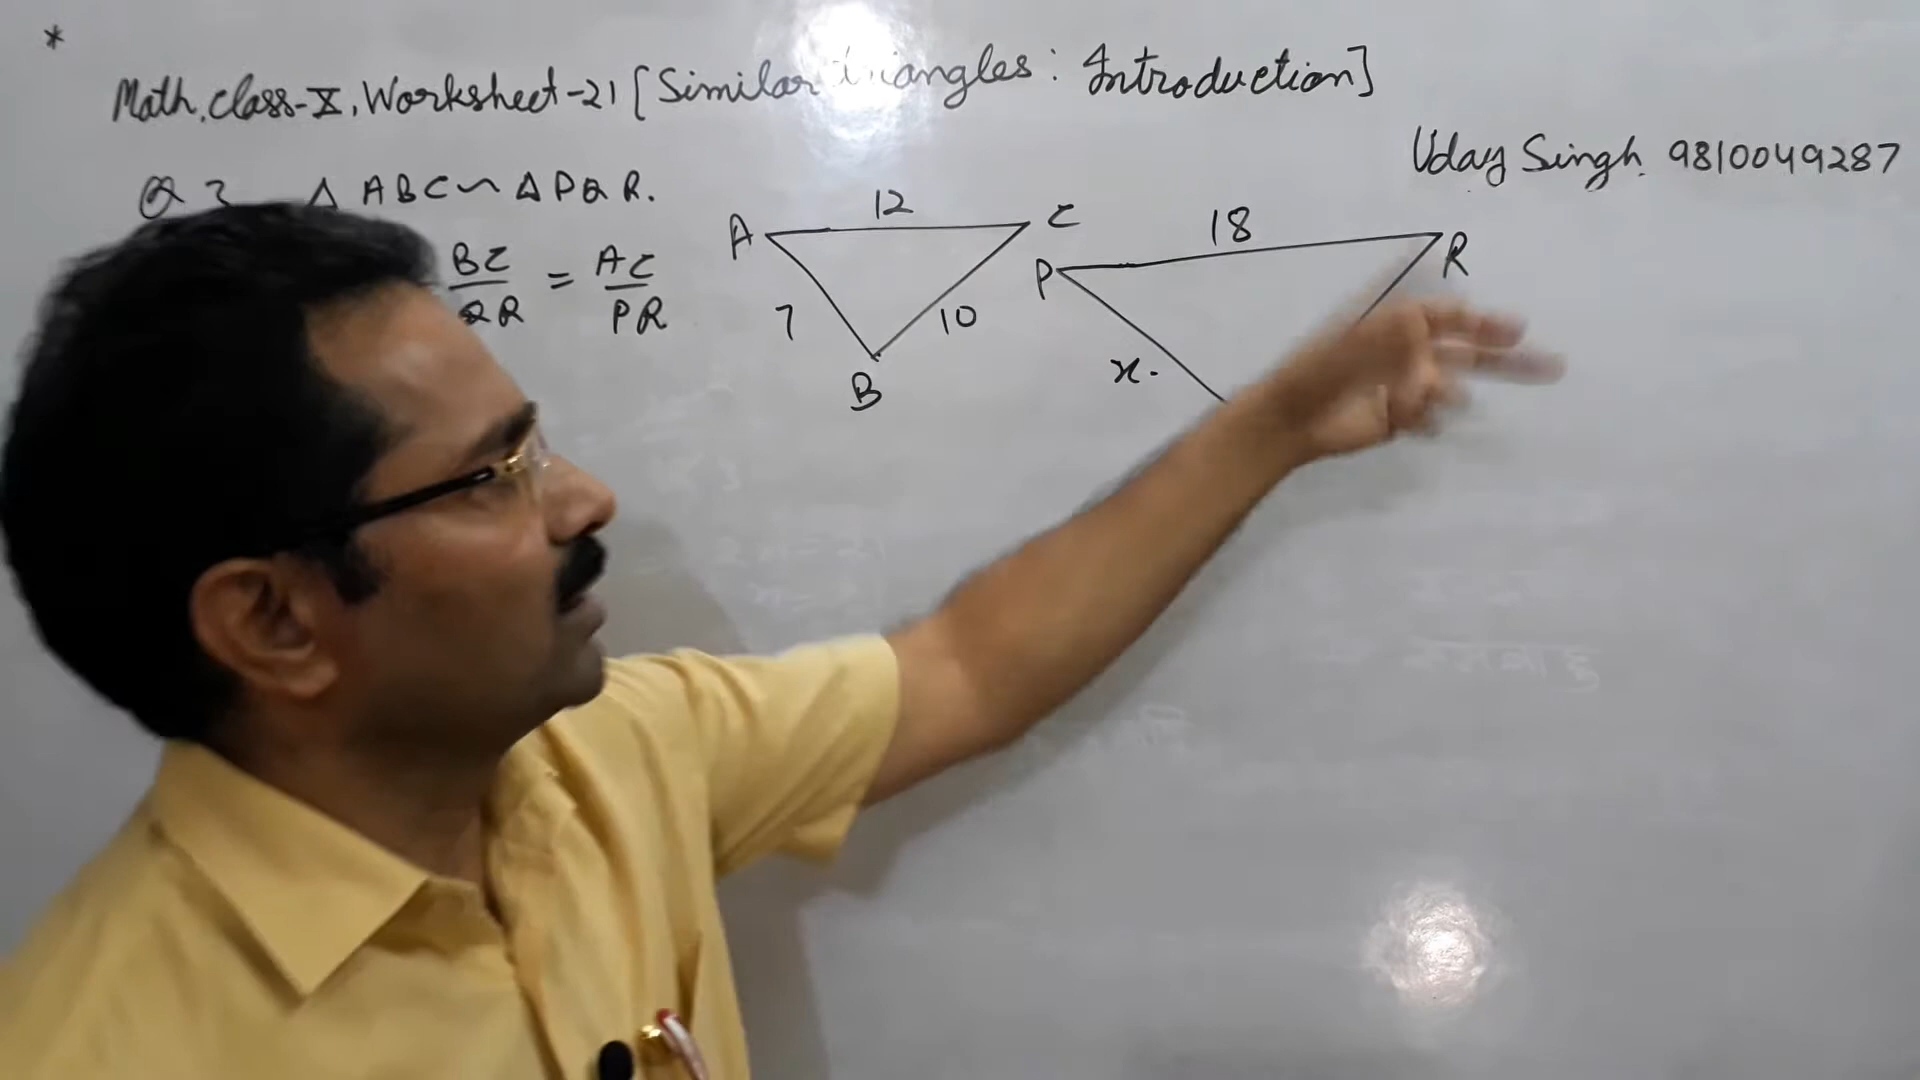 *
Math. Class-X, Worksheet-21 [Similar triangles: Introduction]
Uday Singh. 9810049287
Q 3 △ ABC ~ △ PQR.
BC/QR = AC/PR
A 12 C
7 10
B
P 18 R
x.